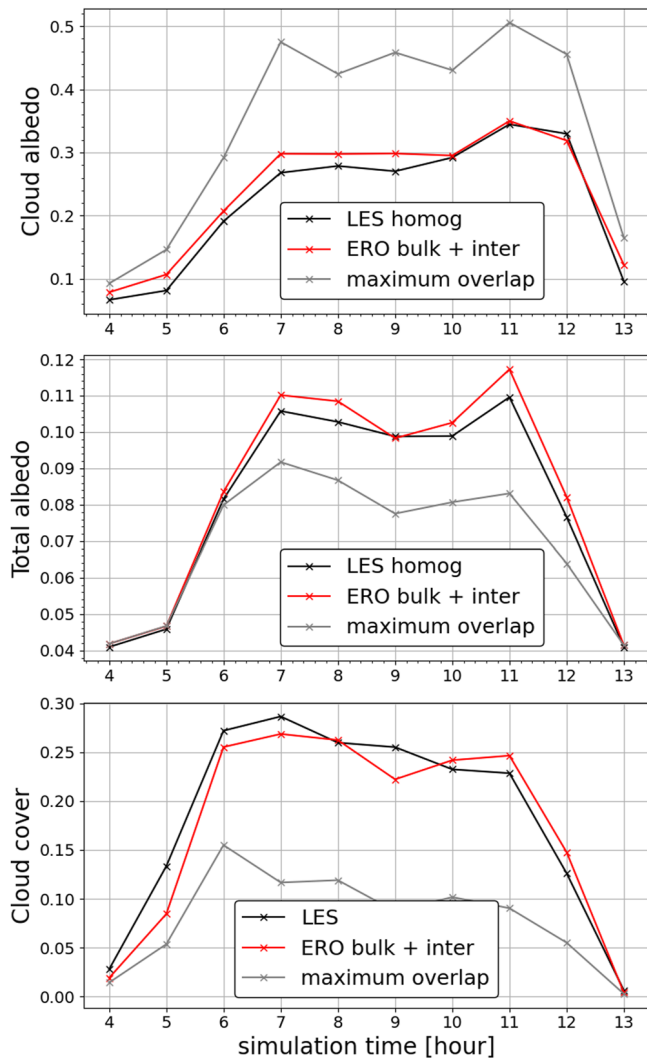 Cloud albedo
0.5
0.4
0.3
0.2
0.1
LES homog
ERO bulk + inter
maximum overlap
4 5 6 7 8 9 10 11 12 13
Total albedo
0.12
0.11
0.10
0.09
0.08
0.07
0.06
0.05
0.04
LES homog
ERO bulk + inter
maximum overlap
4 5 6 7 8 9 10 11 12 13
Cloud cover
0.30
0.25
0.20
0.15
0.10
0.05
0.00
LES
ERO bulk + inter
maximum overlap
4 5 6 7 8 9 10 11 12 13
simulation time [hour]